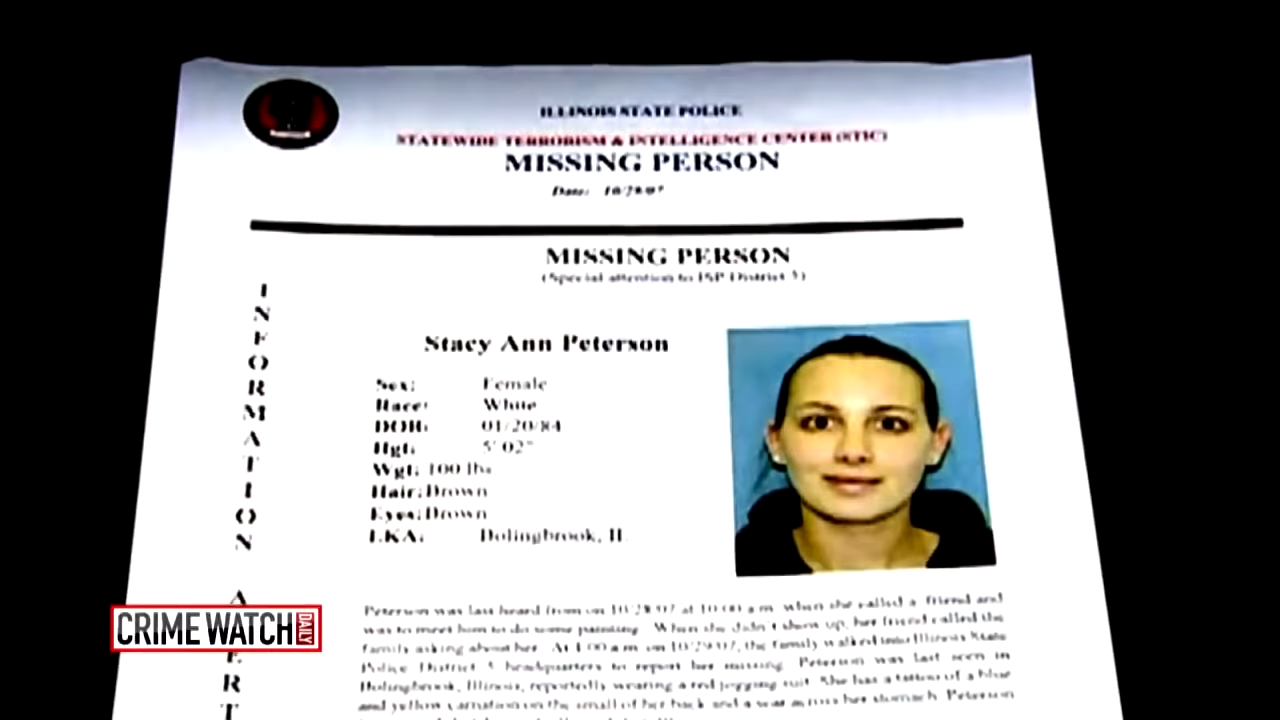 ILLINOIS STATE POLICE
STATEWIDE TERRORISM & INTELLIGENCE CENTER (STIC)
MISSING PERSON
Date: 10/28/07
MISSING PERSON
(Special attention to ISP District 5)
INFORMATION ALERT
Stacy Ann Peterson
Sex: Female
Race: White
DOB: 01/20/84
Hgt: 5' 02"
Wgt: 100 lbs
Hair: Brown
Eyes: Brown
LKA: Bolingbrook, IL
Peterson was last heard from on 10/28/07 at 10:00 a.m. when she called a friend and
was to meet him to do some painting. When she didn't show up, her friend called the
family asking about her. At 1:00 a.m. on 10/29/07, the family walked into Illinois State
Police District 5 headquarters to report her missing. Peterson was last seen in
Bolingbrook, Illinois, reportedly wearing a red jogging suit. She has a tattoo of a blue
and yellow carnation on the small of her back and a scar across her stomach. Peterson
CRIME WATCH DAILY